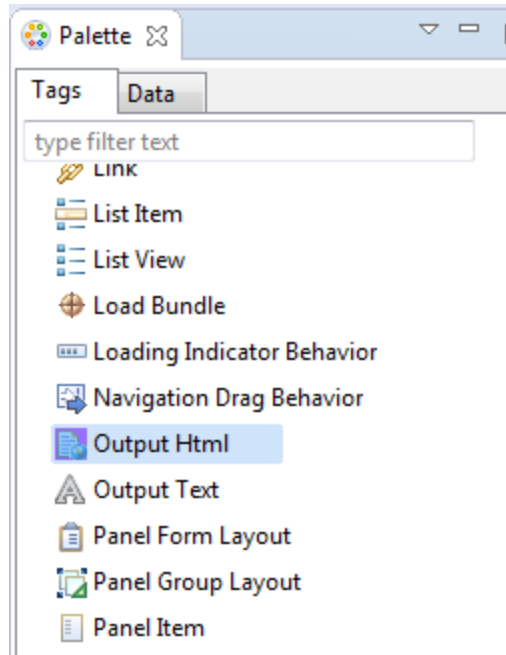 Palette
Tags Data
type filter text
Link
List Item
List View
Load Bundle
Loading Indicator Behavior
Navigation Drag Behavior
Output Html
Output Text
Panel Form Layout
Panel Group Layout
Panel Item